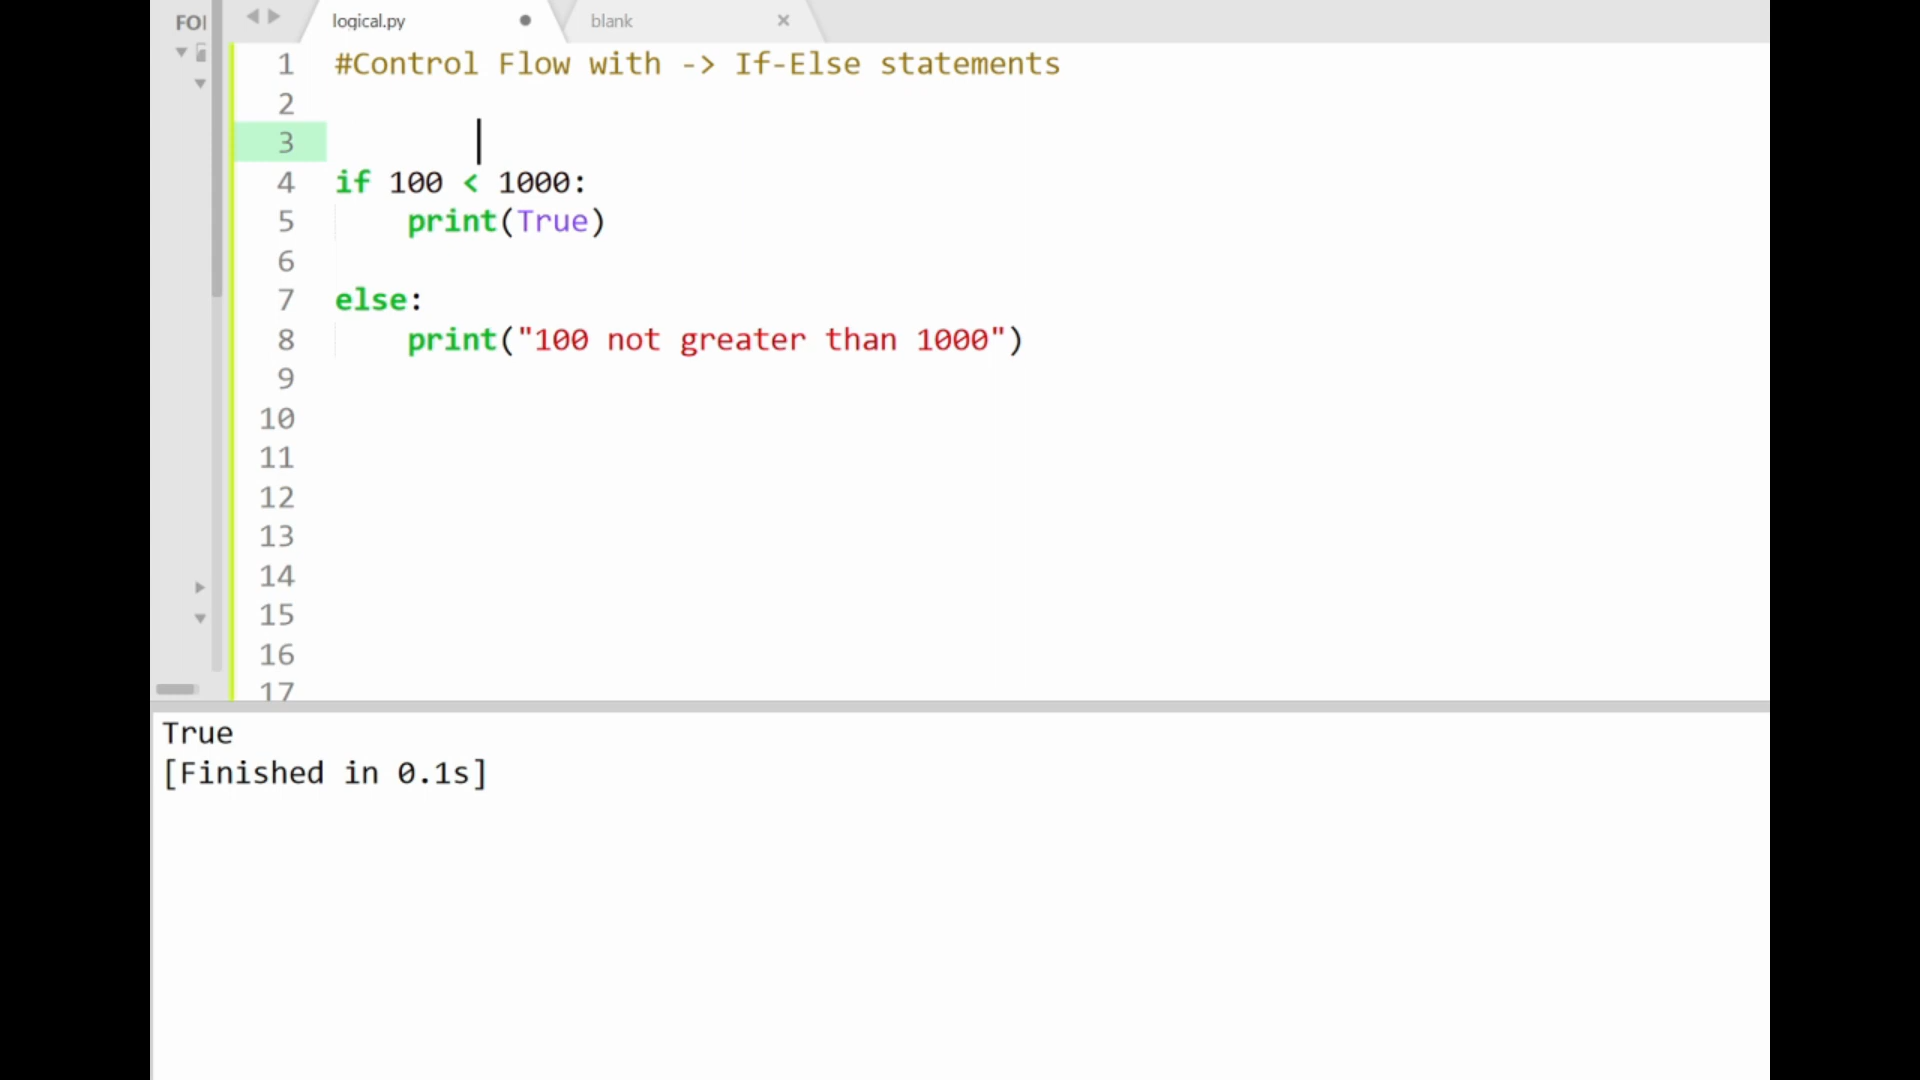 FOI
logical.py
blank
1 #Control Flow with -> If-Else statements
2
3
4 if 100 < 1000:
5 print(True)
6
7 else:
8 print("100 not greater than 1000")
9
10
11
12
13
14
15
16
17
True
[Finished in 0.1s]